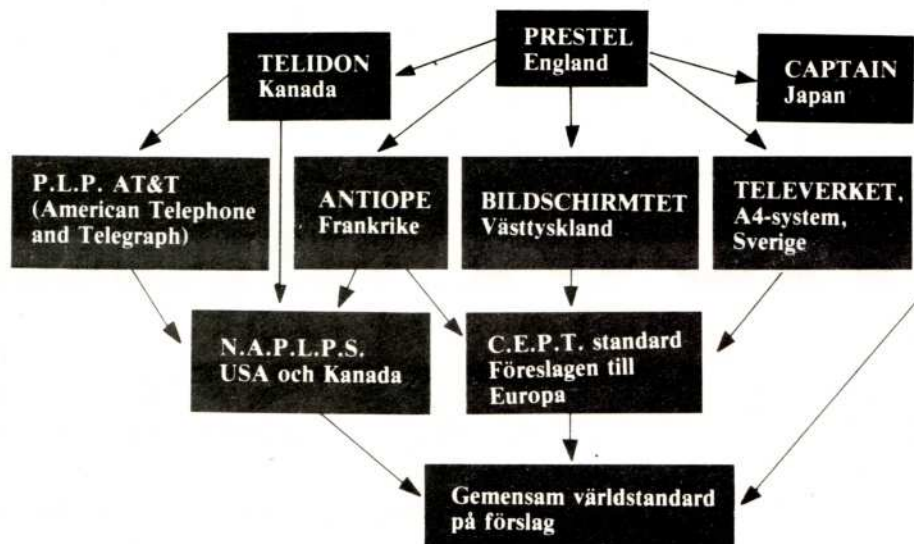 PRESTEL
England
TELIDON
Kanada
CAPTAIN
Japan
P.L.P. AT&T
(American Telephone
and Telegraph)
ANTIOPE
Frankrike
BILDSCHIRMTET
Västtyskland
TELEVERKET,
A4-system,
Sverige
N.A.P.L.P.S.
USA och Kanada
C.E.P.T. standard
Föreslagen till
Europa
Gemensam världstandard
på förslag